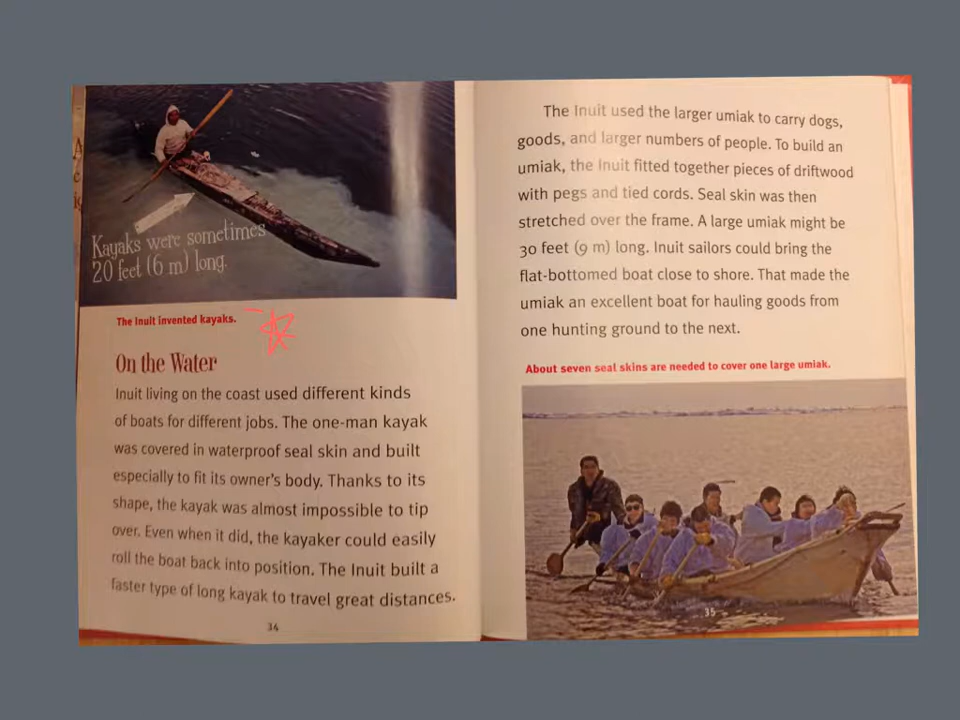 Kayaks were sometimes
20 feet (6 m) long.
The Inuit invented kayaks.
On the Water
Inuit living on the coast used different kinds
of boats for different jobs. The one-man kayak
was covered in waterproof seal skin and built
especially to fit its owner's body. Thanks to its
shape, the kayak was almost impossible to tip
over. Even when it did, the kayaker could easily
roll the boat back into position. The Inuit built a
faster type of long kayak to travel great distances.
34
The Inuit used the larger umiak to carry dogs,
goods, and larger numbers of people. To build an
umiak, the Inuit fitted together pieces of driftwood
with pegs and tied cords. Seal skin was then
stretched over the frame. A large umiak might be
30 feet (9 m) long. Inuit sailors could bring the
flat-bottomed boat close to shore. That made the
umiak an excellent boat for hauling goods from
one hunting ground to the next.
About seven seal skins are needed to cover one large umiak.
35